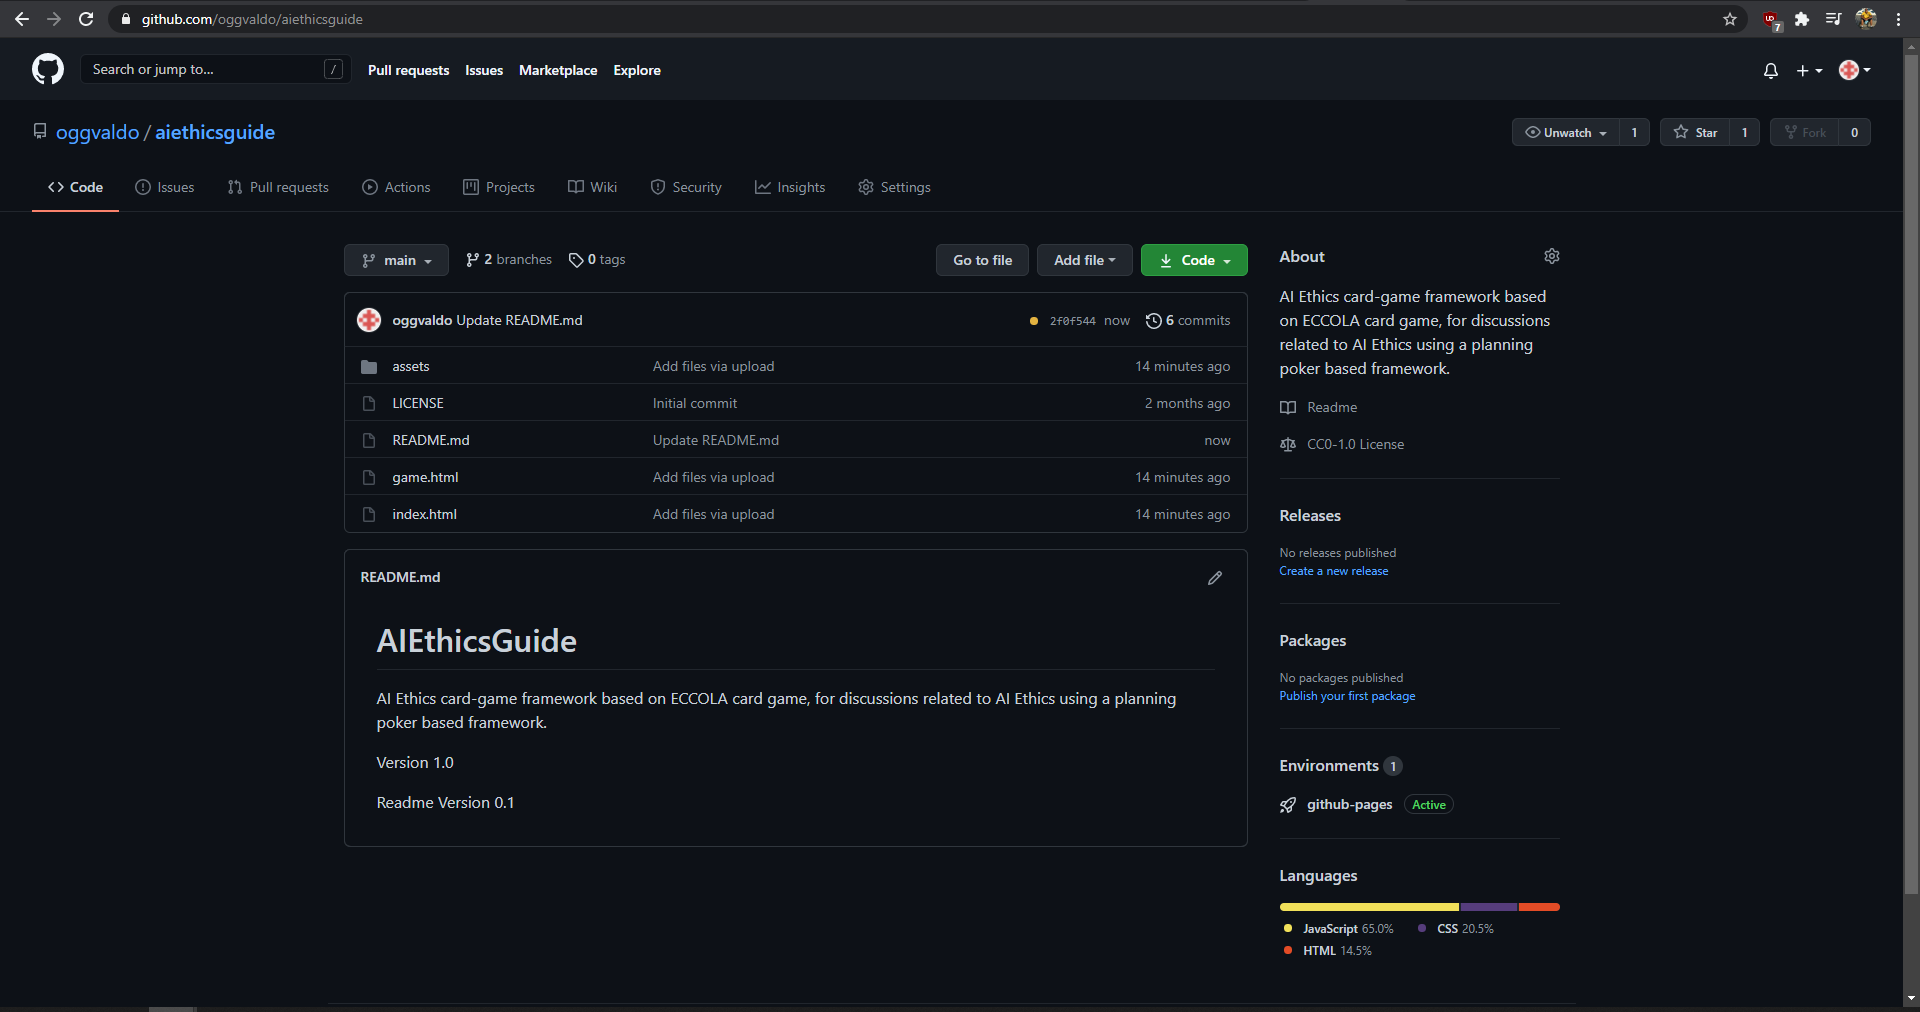 github.com/oggvaldo/aiethicsguide
7
Search or jump to... /
Pull requests Issues Marketplace Explore
oggvaldo / aiethicsguide
Unwatch 1 Star 1 Fork 0
Code Issues Pull requests Actions Projects Wiki Security Insights Settings
main 2 branches 0 tags Go to file Add file Code
oggvaldo Update README.md 2f0f544 now 6 commits
assets Add files via upload 14 minutes ago
LICENSE Initial commit 2 months ago
README.md Update README.md now
game.html Add files via upload 14 minutes ago
index.html Add files via upload 14 minutes ago
README.md
AIEthicsGuide
AI Ethics card-game framework based on ECCOLA card game, for discussions related to AI Ethics using a planning
poker based framework.
Version 1.0
Readme Version 0.1
About
AI Ethics card-game framework based
on ECCOLA card game, for discussions
related to AI Ethics using a planning
poker based framework.
Readme
CC0-1.0 License
Releases
No releases published
Create a new release
Packages
No packages published
Publish your first package
Environments 1
github-pages Active
Languages
JavaScript 65.0% CSS 20.5%
HTML 14.5%